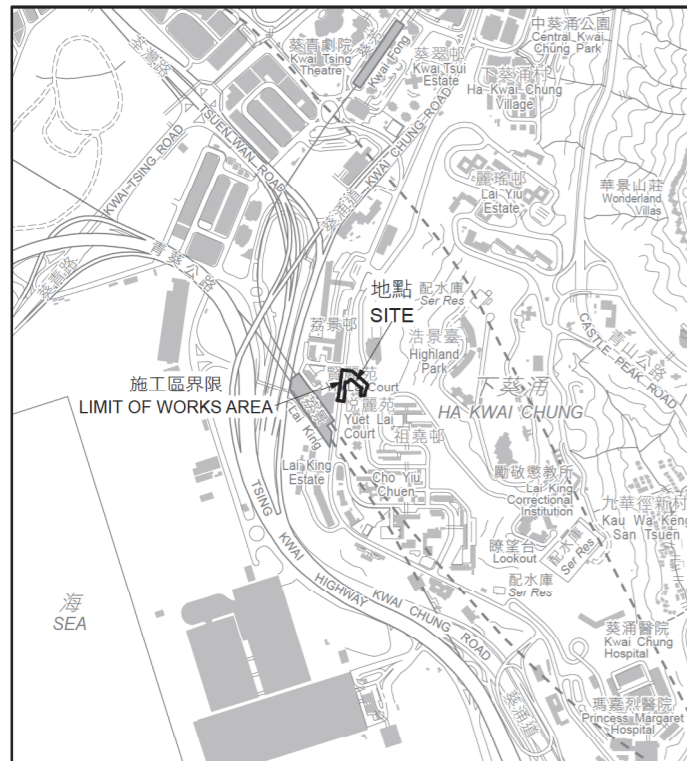 中葵涌公園
Central Kwai
Chung Park
葵青劇院
Kwai Tsing
Theatre
葵芳
Kwai Fong
葵翠邨
Kwai Tsui
Estate
下葵涌村
Ha Kwai Chung
Village
荃灣路
TSUEN WAN ROAD
KWAI TSING ROAD
葵青路
葵涌道
KWAI CHUNG ROAD
麗瑤邨
Lai Yiu
Estate
華景山莊
Wonderland
Villas
青葵公路
地點
SITE
配水庫
Ser Res
荔景邨
浩景臺
Highland
Park
青山公路
CASTLE PEAK ROAD
施工區界限
LIMIT OF WORKS AREA
Court
下葵涌
HA KWAI CHUNG
荔景
Lai King
悅麗苑
Yuet Lai
Court
祖堯邨
Cho Yiu
Chuen
Lai King
Estate
勵敬懲教所
Lai King
Correctional
Institution
九華徑新村
Kau Wa Keng
San Tsuen
配水庫
Ser Res
瞭望台
Lookout
配水庫
Ser Res
TSING KWAI HIGHWAY
KWAI CHUNG ROAD
海
SEA
葵涌道
葵涌醫院
Kwai Chung
Hospital
瑪嘉烈醫院
Princess Margaret
Hospital